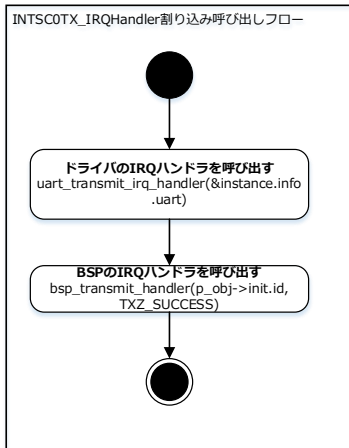 INTSC0TX_IRQHandler割り込み呼び出しフロー
ドライバのIRQハンドラを呼び出す
uart_transmit_irq_handler(&instance.info
.uart)
BSPのIRQハンドラを呼び出す
bsp_transmit_handler(p_obj->init.id,
TXZ_SUCCESS)